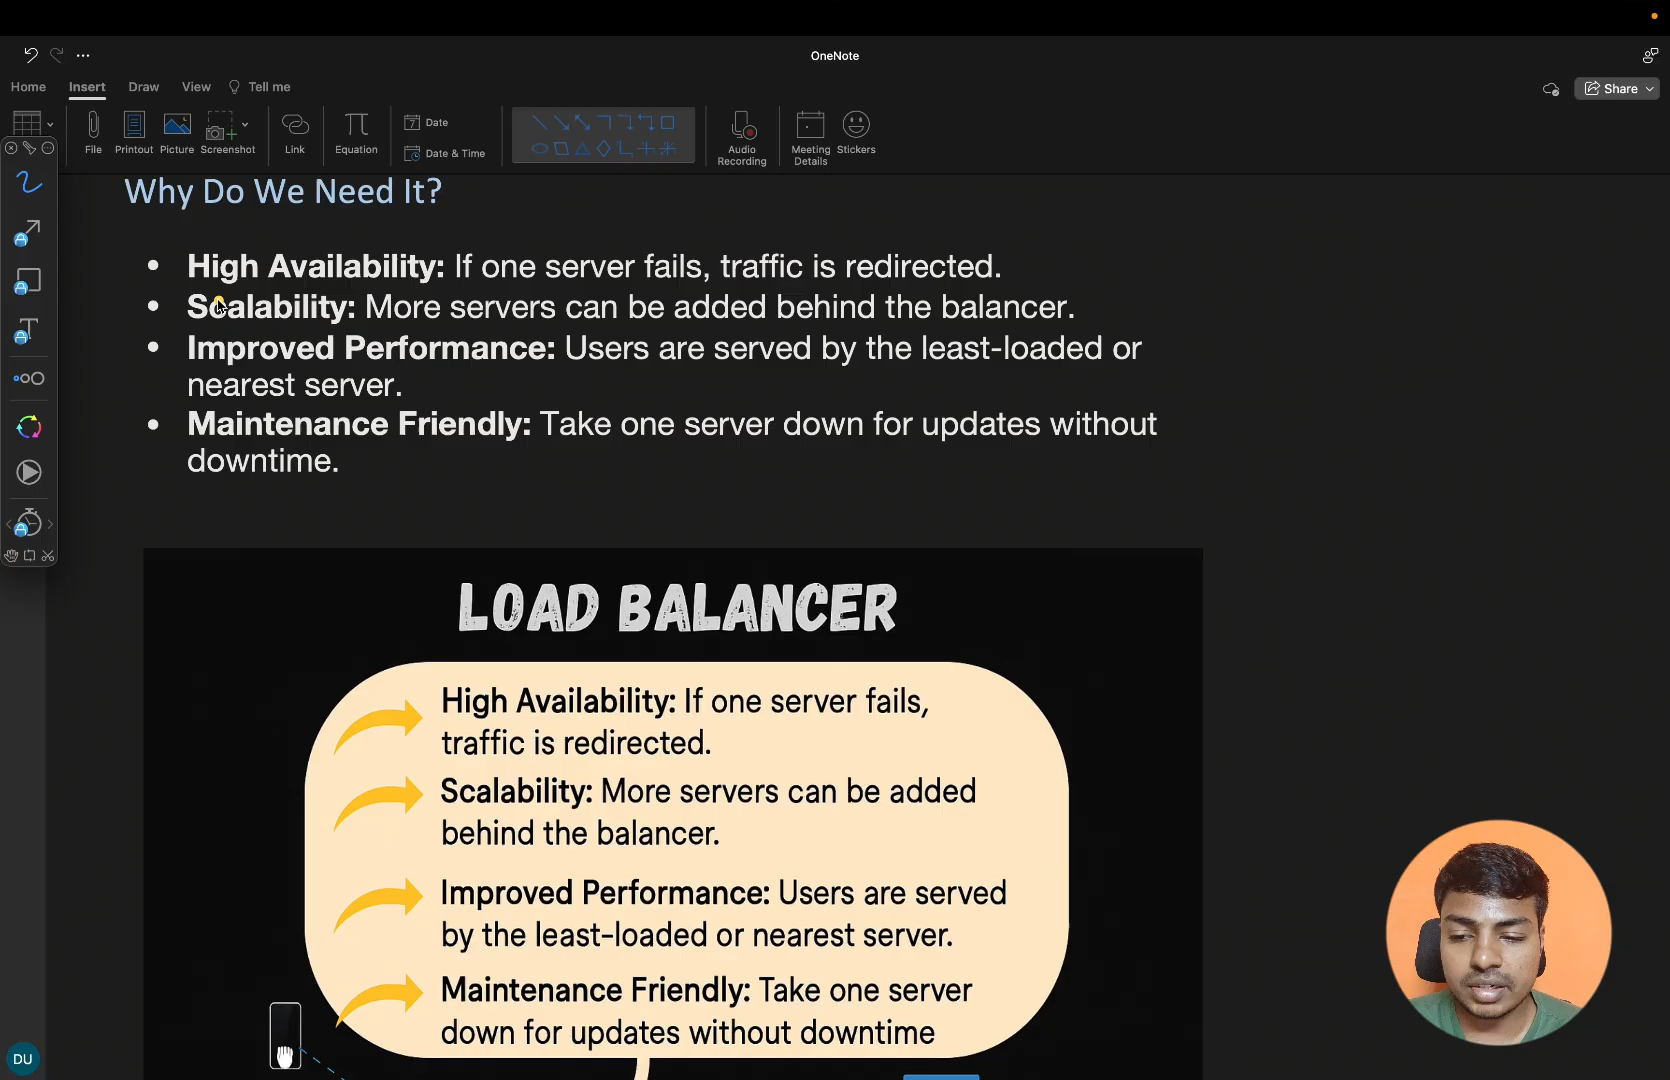 OneNote
Home Insert Draw View Tell me
Share
File Printout Picture Screenshot Link Equation
Date
Date & Time
Audio Recording
Meeting Details
Stickers
Why Do We Need It?
• High Availability: If one server fails, traffic is redirected.
• Scalability: More servers can be added behind the balancer.
• Improved Performance: Users are served by the least-loaded or
nearest server.
• Maintenance Friendly: Take one server down for updates without
downtime.
LOAD BALANCER
High Availability: If one server fails,
traffic is redirected.
Scalability: More servers can be added
behind the balancer.
Improved Performance: Users are served
by the least-loaded or nearest server.
Maintenance Friendly: Take one server
down for updates without downtime
DU